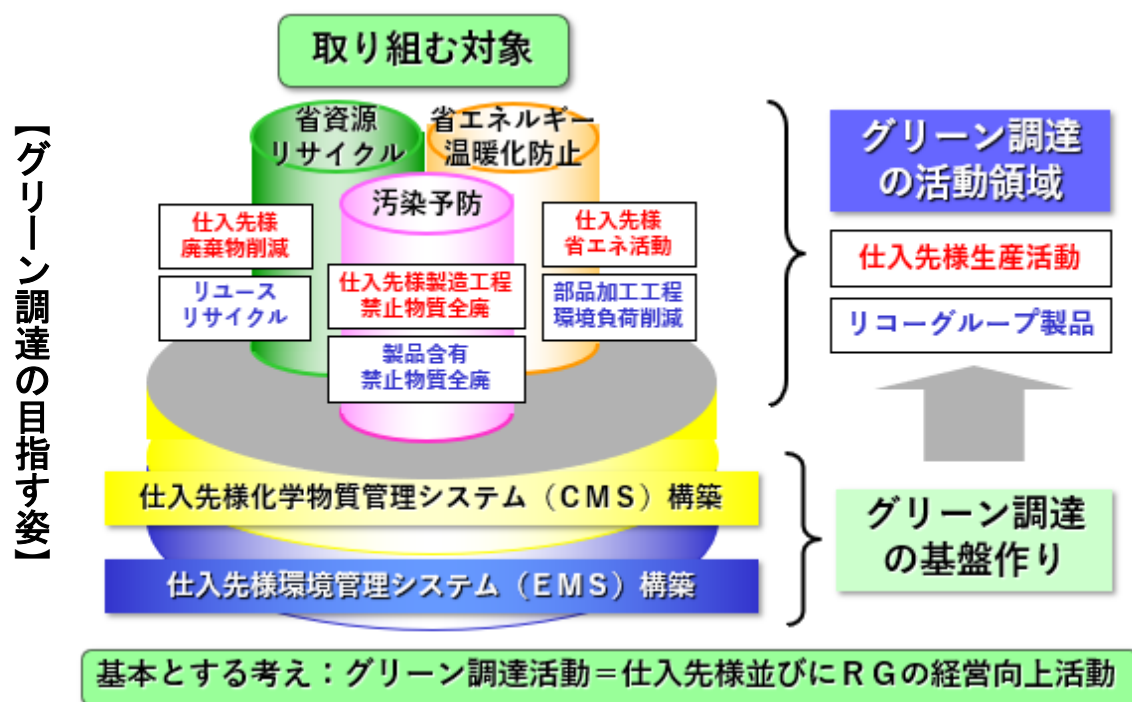 取り組む対象
【グリーン調達の目指す姿】
省資源
リサイクル
省エネルギー
温暖化防止
汚染予防
仕入先様
廃棄物削減
リユース
リサイクル
仕入先様製造工程
禁止物質全廃
製品含有
禁止物質全廃
仕入先様
省エネ活動
部品加工工程
環境負荷削減
グリーン調達
の活動領域
仕入先様生産活動
リコーグループ製品
仕入先様化学物質管理システム（ＣＭＳ）構築
仕入先様環境管理システム（ＥＭＳ）構築
グリーン調達
の基盤作り
基本とする考え：グリーン調達活動＝仕入先様並びにＲＧの経営向上活動